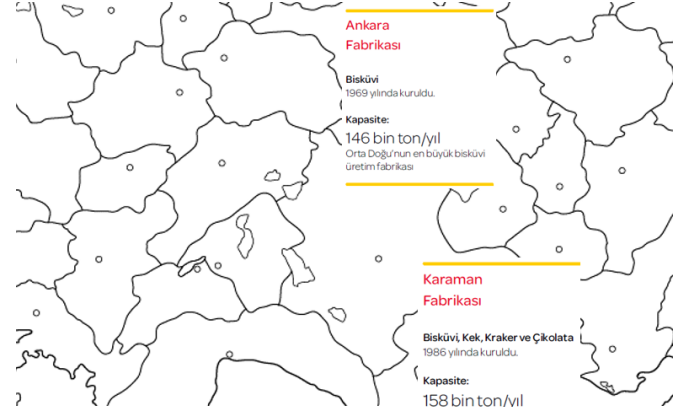 Ankara
Fabrikası
Bisküvi
1969 yılında kuruldu.
Kapasite:
146 bin ton/yıl
Orta Doğu'nun en büyük bisküvi
üretim fabrikası
Karaman
Fabrikası
Bisküvi, Kek, Kraker ve Çikolata
1986 yılında kuruldu.
Kapasite:
158 bin ton/yıl